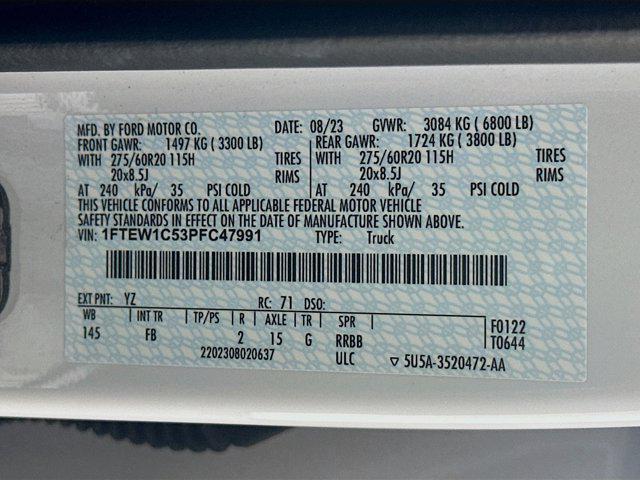 MFD. BY FORD MOTOR CO. DATE: 08/23 GVWR: 3084 KG ( 6800 LB)
FRONT GAWR: 1497 KG ( 3300 LB) REAR GAWR: 1724 KG ( 3800 LB)
WITH 275/60R20 115H TIRES WITH 275/60R20 115H TIRES
20x8.5J RIMS 20x8.5J RIMS
AT 240 kPa/ 35 PSI COLD AT 240 kPa/ 35 PSI COLD
THIS VEHICLE CONFORMS TO ALL APPLICABLE FEDERAL MOTOR VEHICLE
SAFETY STANDARDS IN EFFECT ON THE DATE OF MANUFACTURE SHOWN ABOVE.
VIN: 1FTEW1C53PFC47991 TYPE: Truck
EXT PNT: YZ RC: 71 DSO:
WB INT TR TP/PS R AXLE TR SPR F0122
145 FB 2 15 G RRBB T0644
2202308020637 ULC ▽ 5U5A-3520472-AA